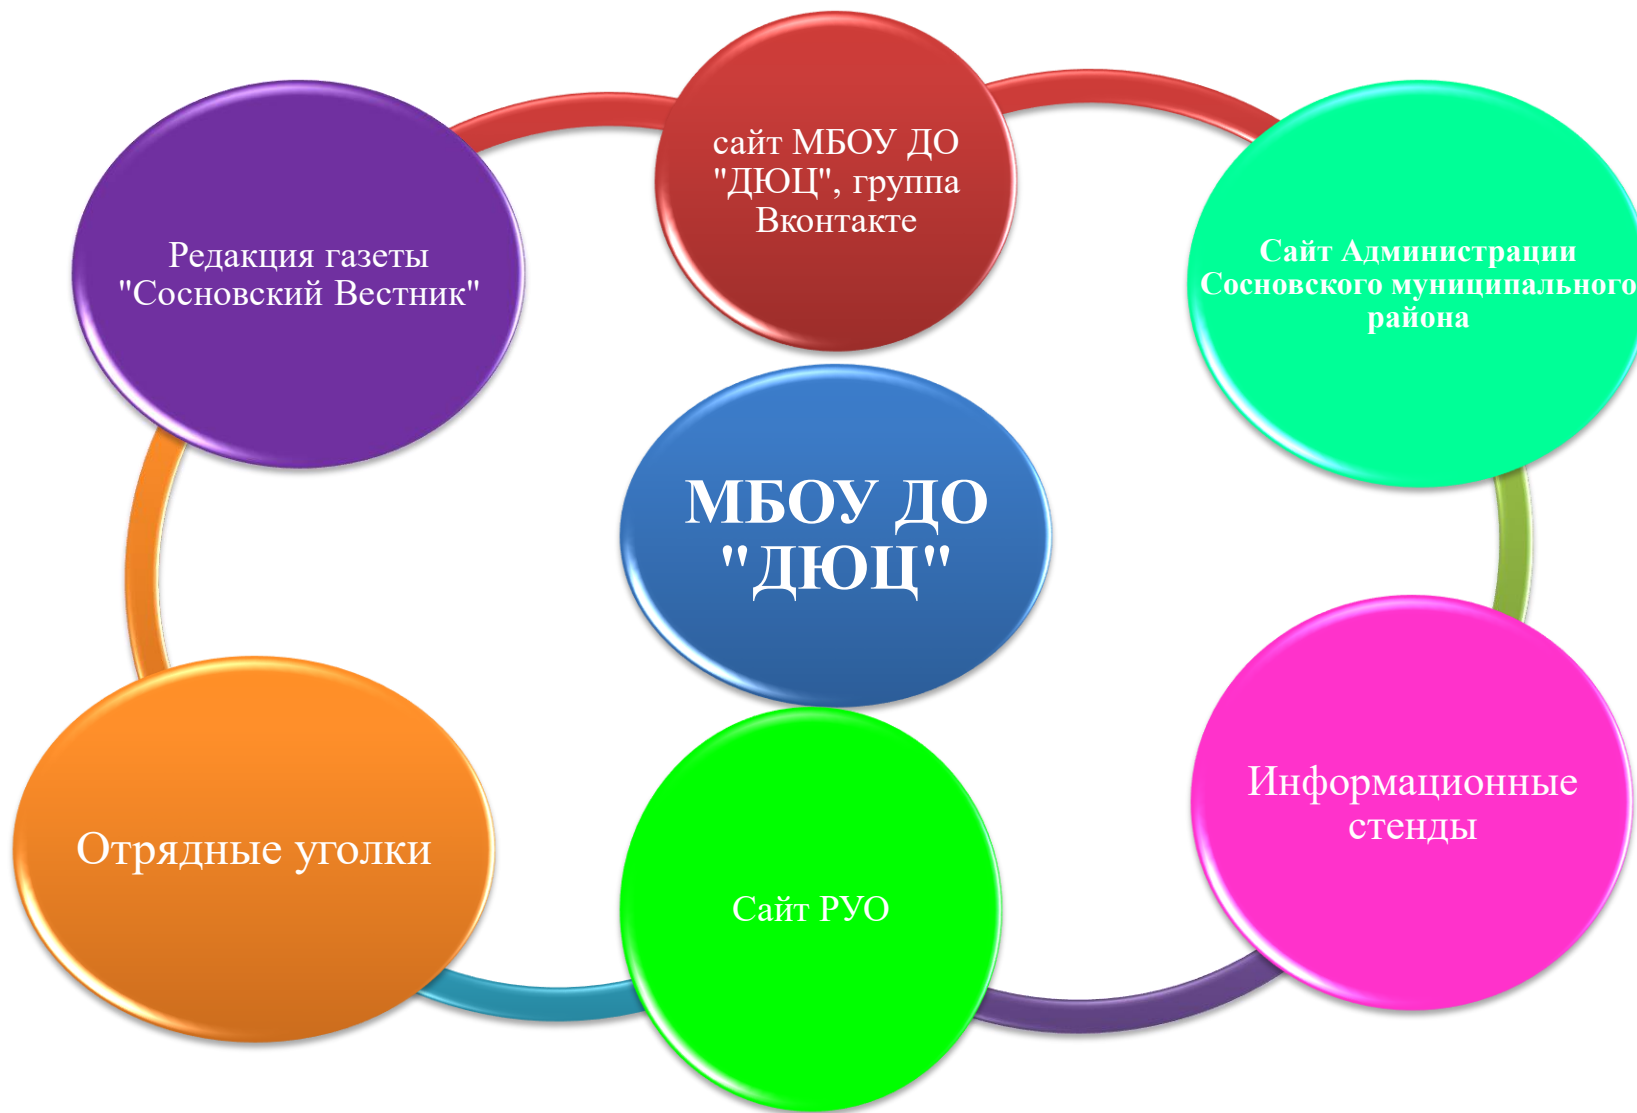 сайт МБОУ ДО
"ДЮЦ", группа
Вконтакте
Редакция газеты
"Сосновский Вестник"
Сайт Администрации
Сосновского муниципального
района
МБОУ ДО
"ДЮЦ"
Информационные
стенды
Отрядные уголки
Сайт РУО